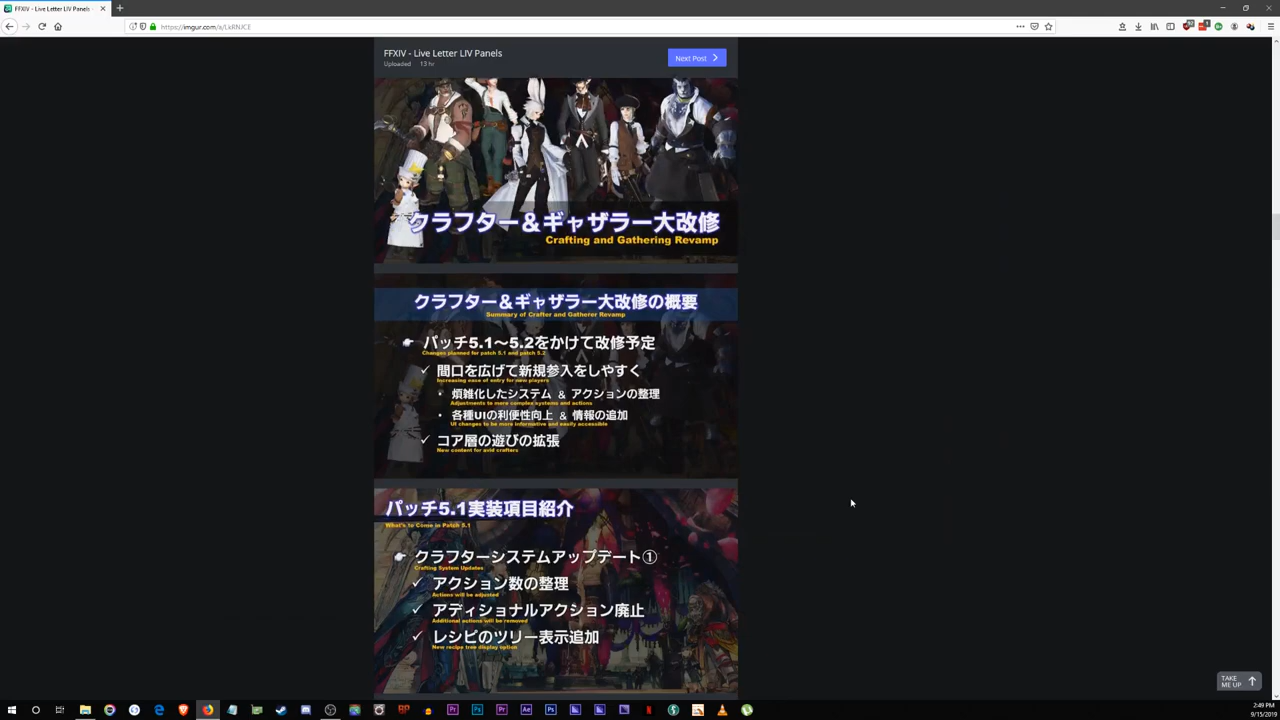 FFXIV - Live Letter LIV Panels
https://imgur.com/a/LkRNJCE
FFXIV - Live Letter LIV Panels
Uploaded 13 hr
Next Post
クラフター＆ギャザラー大改修
Crafting and Gathering Revamp
クラフター＆ギャザラー大改修の概要
Summary of Crafter and Gatherer Revamp
パッチ5.1～5.2をかけて改修予定
Changes planned for patch 5.1 and patch 5.2
✓ 間口を広げて新規参入をしやすく
Increasing ease of entry for new players
・ 煩雑化したシステム ＆ アクションの整理
Adjustments to more complex systems and actions
・ 各種UIの利便性向上 ＆ 情報の追加
UI changes to be more informative and easily accessible
✓ コア層の遊びの拡張
New content for avid crafters
パッチ5.1実装項目紹介
What's to Come in Patch 5.1
クラフターシステムアップデート①
Crafting System Updates
✓ アクション数の整理
Actions will be adjusted
✓ アディショナルアクション廃止
Additional actions will be removed
✓ レシピのツリー表示追加
New recipe tree display option
TAKE
ME UP
2:49 PM
9/15/2019